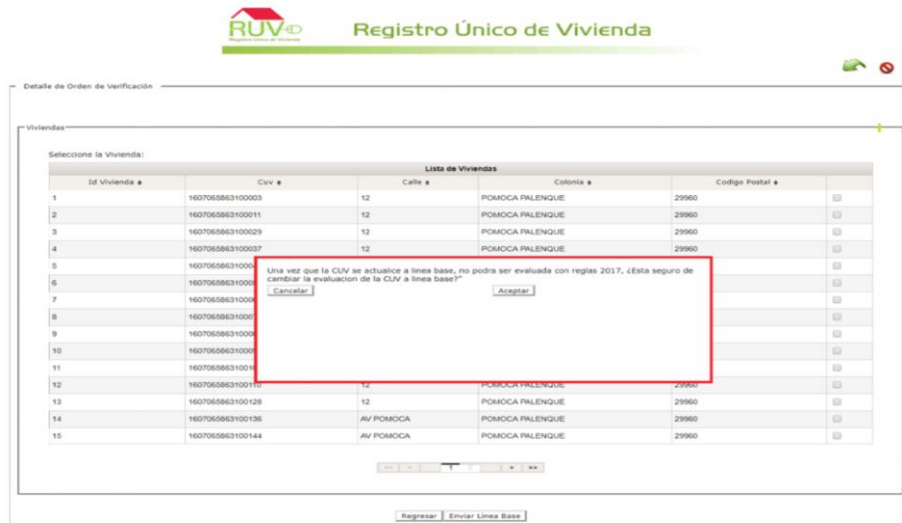 RUV
Registro Único de Vivienda
Registro Único de Vivienda
Detalle de Orden de Verificación
Viviendas
Seleccione la Vivienda:
Lista de Viviendas
Id Vivienda Cuv Calle Colonia Codigo Postal
1 1607065863100003 12 POMOCA PALENQUE 29960
2 1607065863100011 12 POMOCA PALENQUE 29960
3 1607065863100029 12 POMOCA PALENQUE 29960
4 1607065863100037 12 POMOCA PALENQUE 29960
5
6
7
8
9
10
11
Una vez que la CUV se actualice a linea base, no podra ser evaluada con reglas 2017, ¿Esta seguro de
cambiar la evaluacion de la CUV a linea base?"
Cancelar Aceptar
12 1607065863100110 12 POMOCA PALENQUE 29960
13 1607065863100128 12 POMOCA PALENQUE 29960
14 1607065863100136 AV POMOCA POMOCA PALENQUE 29960
15 1607065863100144 AV POMOCA POMOCA PALENQUE 29960
1
Regresar Enviar Linea Base